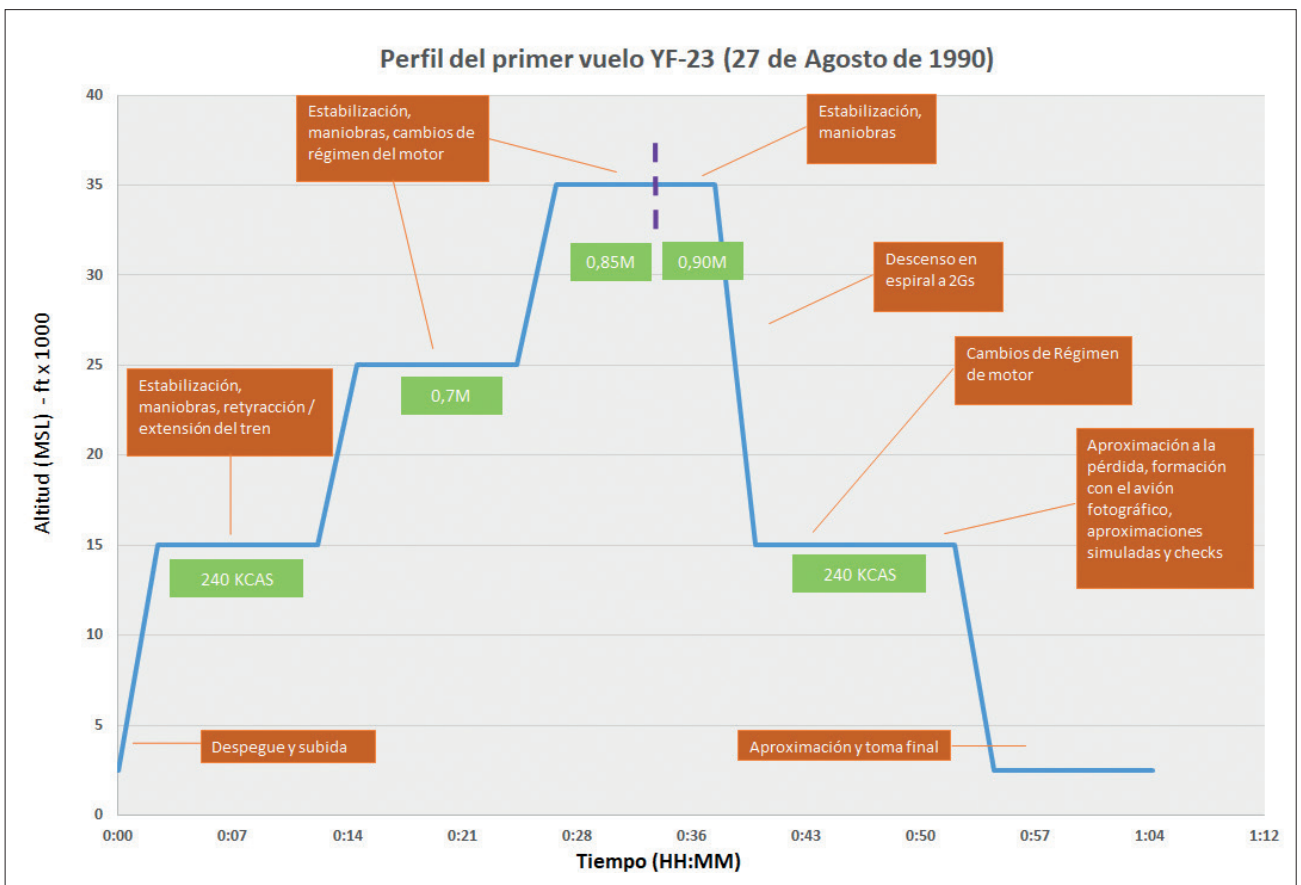 Perfil del primer vuelo YF-23 (27 de Agosto de 1990)
Altitud (MSL) - ft x 1000
40
35
30
25
20
15
10
5
0
Estabilización,
maniobras, cambios de
régimen del motor
Estabilización,
maniobras
0,85M
0,90M
Descenso en
espiral a 2Gs
Cambios de Régimen
de motor
Estabilización,
maniobras, retyracción /
extensión del tren
0,7M
Aproximación a la
pérdida, formación
con el avión
fotográfico,
aproximaciones
simuladas y checks
240 KCAS
240 KCAS
Despegue y subida
Aproximación y toma final
0:00
0:07
0:14
0:21
0:28
0:36
0:43
0:50
0:57
1:04
1:12
Tiempo (HH:MM)